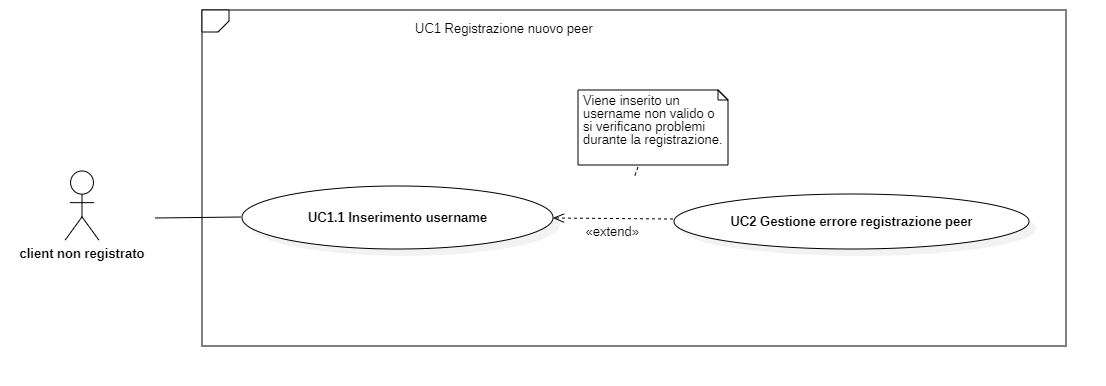 UC1 Registrazione nuovo peer
Viene inserito un
username non valido o
si verificano problemi
durante la registrazione.
UC1.1 Inserimento username
UC2 Gestione errore registrazione peer
«extend»
client non registrato